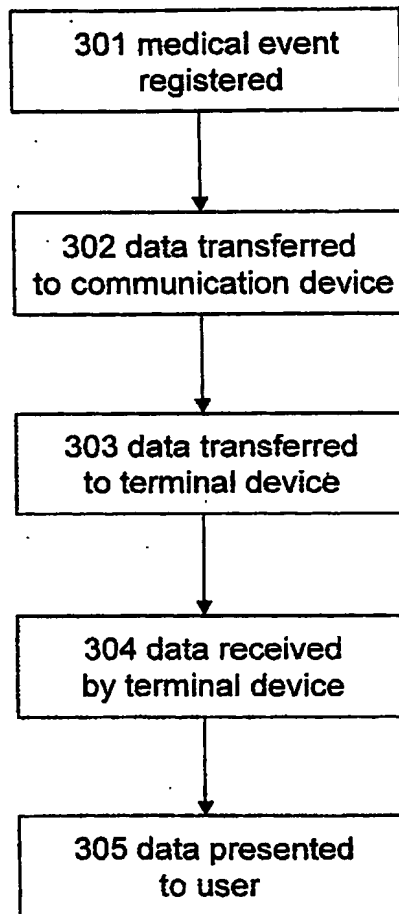 301 medical event
registered
302 data transferred
to communication device
303 data transferred
to terminal device
304 data received
by terminal device
305 data presented
to user